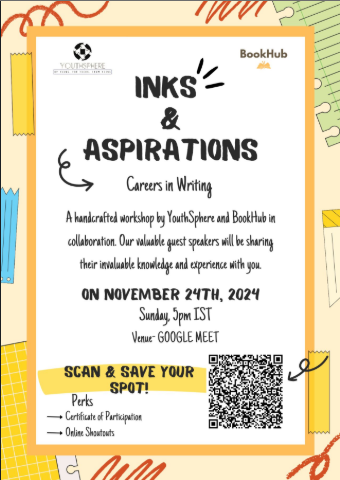 YOUTHSPHERE
BookHub
INKS
&
ASPIRATIONS
Careers in Writing
A handcrafted workshop by YouthSphere and BookHub in
collaboration. Our valuable guest speakers will be sharing
their invaluable knowledge and experience with you.
ON NOVEMBER 24TH, 2024
Sunday, 5pm IST
Venue- GOOGLE MEET
SCAN & SAVE YOUR
SPOT!
Perks
Certificate of Participation
Online Shoutouts